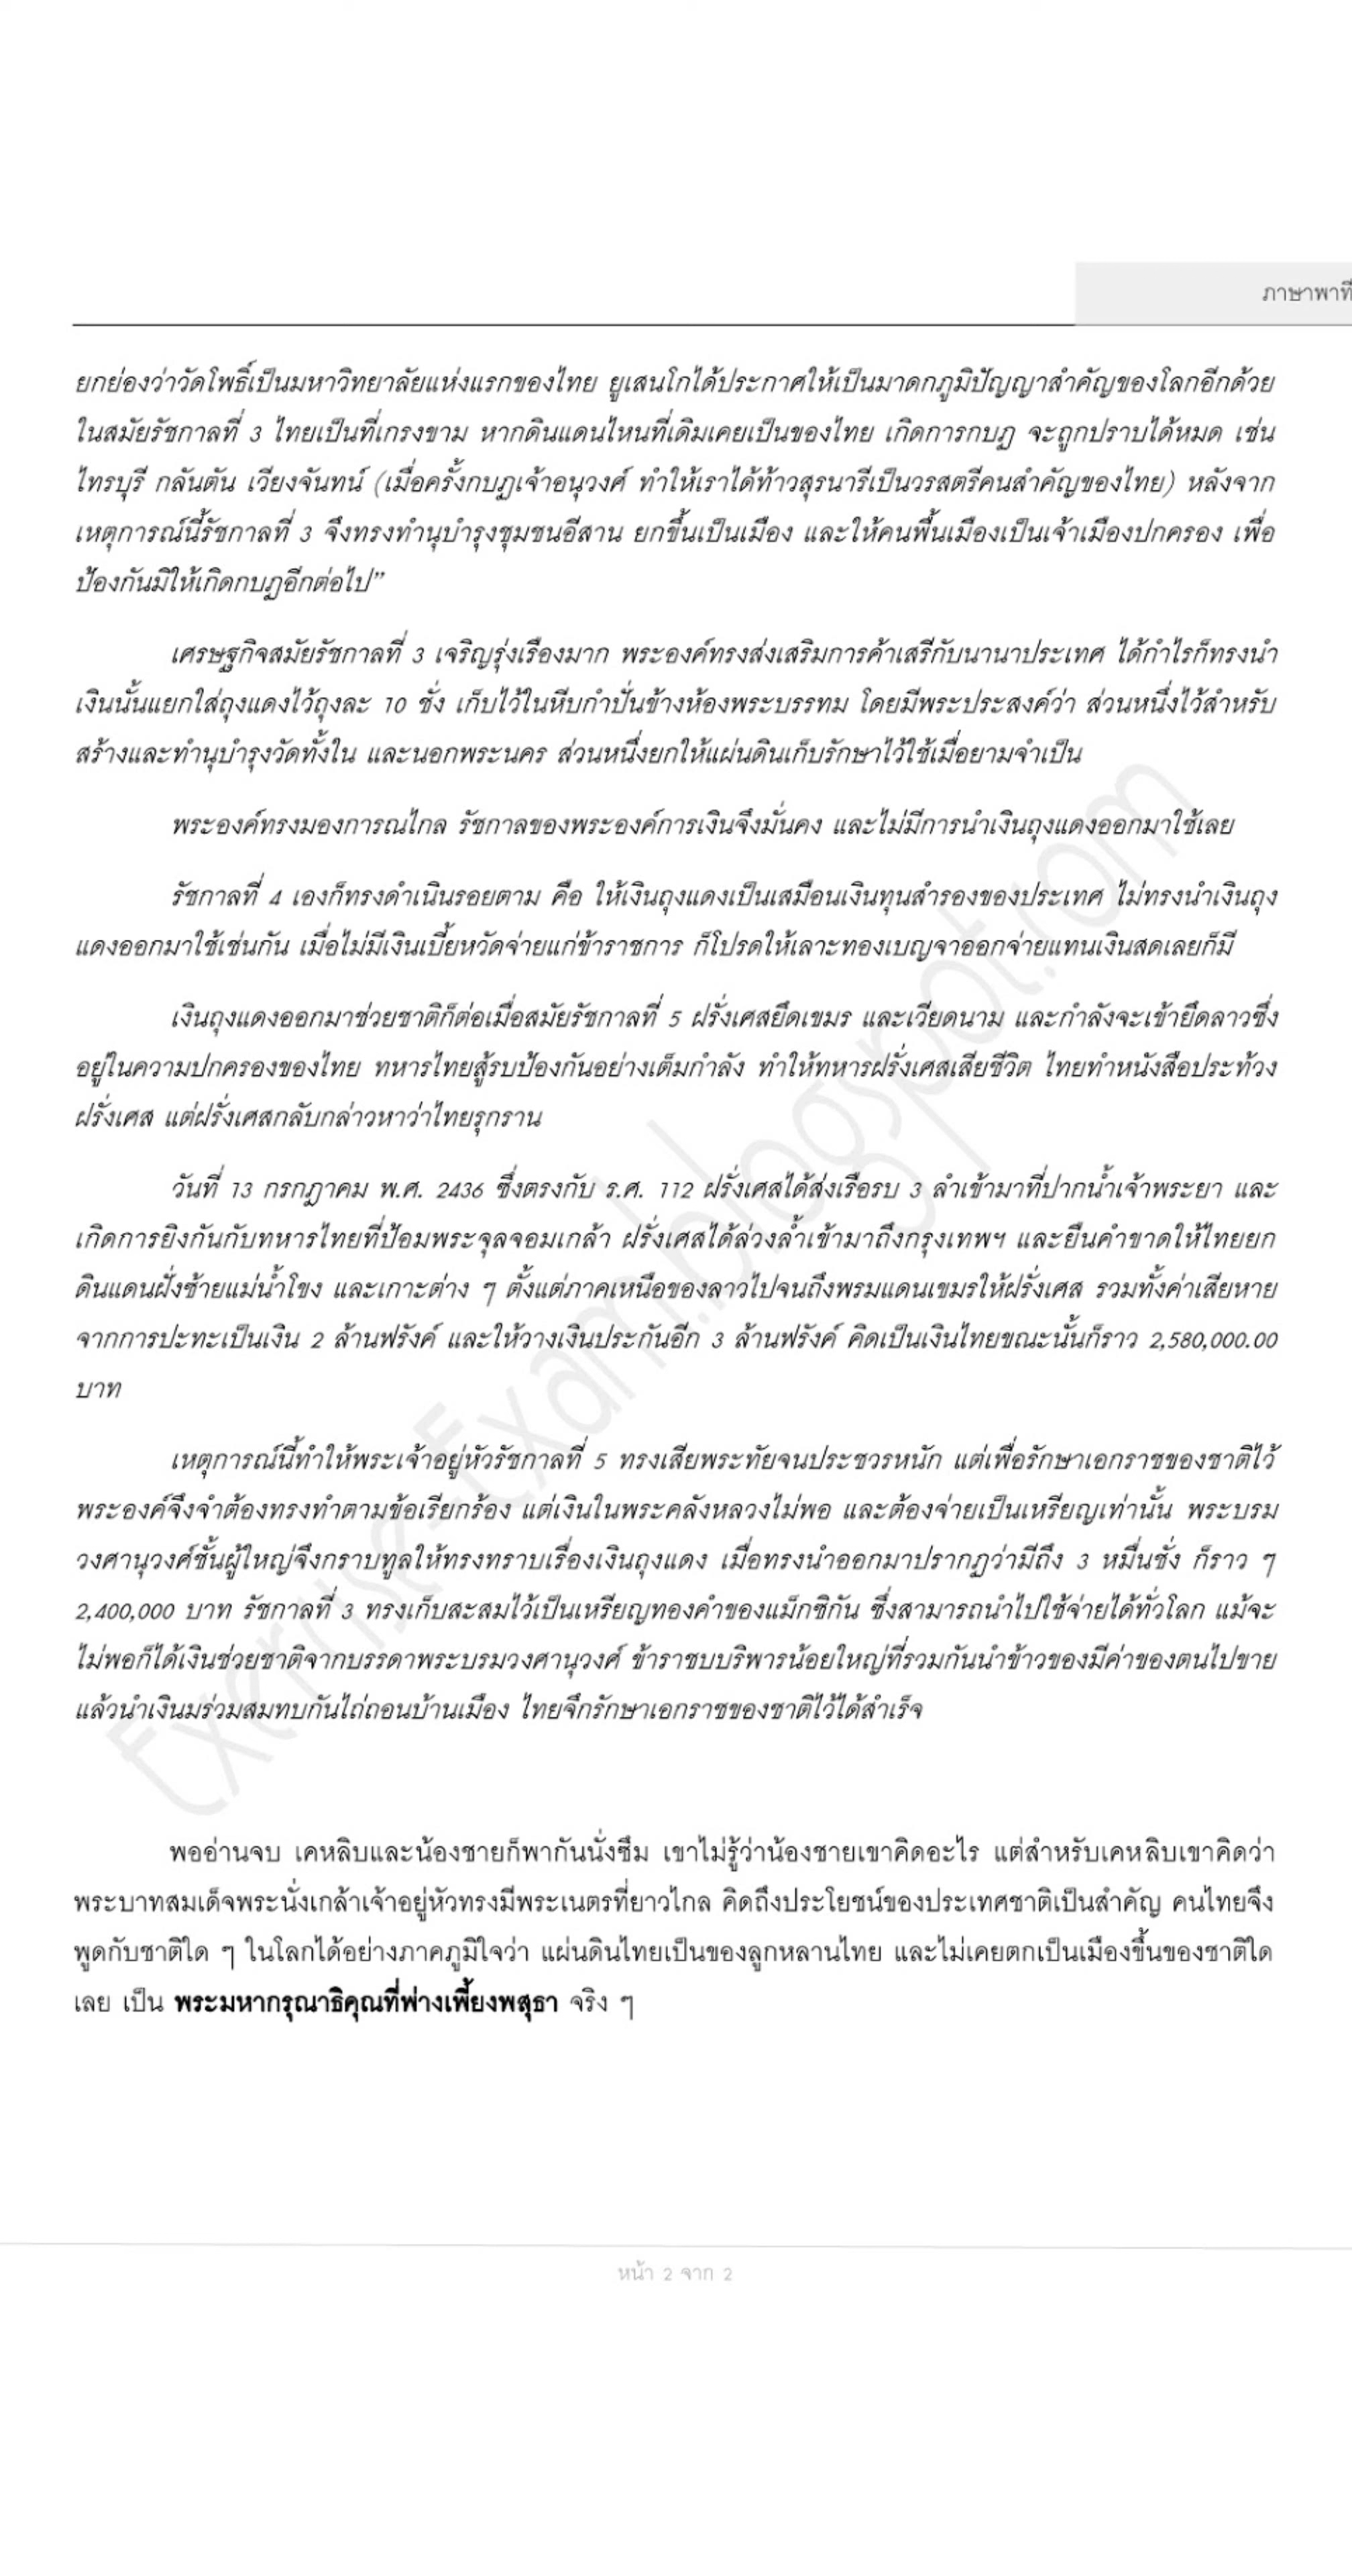 ภาษาพาที
ยกย่องว่าวัดโพธิ์เป็นมหาวิทยาลัยแห่งแรกของไทย ยูเสนโกได้ประกาศให้เป็นมาดกภูมิปัญญาสำคัญของโลกอีกด้วย
ในสมัยรัชกาลที่ 3 ไทยเป็นที่เกรงขาม หากดินแดนไหนที่เดิมเคยเป็นของไทย เกิดการกบฏ จะถูกปราบได้หมด เช่น
ไทรบุรี กลันตัน เวียงจันทน์ (เมื่อครั้งกบฏเจ้าอนุวงศ์ ทำให้เราได้ท้าวสุรนารีเป็นวรสตรีคนสำคัญของไทย) หลังจาก
เหตุการณ์นี้รัชกาลที่ 3 จึงทรงทำนุบำรุงชุมชนอีสาน ยกขึ้นเป็นเมือง และให้คนพื้นเมืองเป็นเจ้าเมืองปกครอง เพื่อ
ป้องกันมิให้เกิดกบฏอีกต่อไป”
เศรษฐกิจสมัยรัชกาลที่ 3 เจริญรุ่งเรืองมาก พระองค์ทรงส่งเสริมการค้าเสรีกับนานาประเทศ ได้กำไรก็ทรงนำ
เงินนั้นแยกใส่ถุงแดงไว้ถุงละ 10 ชั่ง เก็บไว้ในหีบกำปั่นข้างห้องพระบรรทม โดยมีพระประสงค์ว่า ส่วนหนึ่งไว้สำหรับ
สร้างและทำนุบำรุงวัดทั้งใน และนอกพระนคร ส่วนหนึ่งยกให้แผ่นดินเก็บรักษาไว้ใช้เมื่อยามจำเป็น
พระองค์ทรงมองการณไกล รัชกาลของพระองค์การเงินจึงมั่นคง และไม่มีการนำเงินถุงแดงออกมาใช้เลย
รัชกาลที่ 4 เองก็ทรงดำเนินรอยตาม คือ ให้เงินถุงแดงเป็นเสมือนเงินทุนสำรองของประเทศ ไม่ทรงนำเงินถุง
แดงออกมาใช้เช่นกัน เมื่อไม่มีเงินเบี้ยหวัดจ่ายแก่ข้าราชการ ก็โปรดให้เลาะทองเบญจาออกจ่ายแทนเงินสดเลยก็มี
เงินถุงแดงออกมาช่วยชาติก็ต่อเมื่อสมัยรัชกาลที่ 5 ฝรั่งเศสยึดเขมร และเวียดนาม และกำลังจะเข้ายึดลาวซึ่ง
อยู่ในความปกครองของไทย ทหารไทยสู้รบป้องกันอย่างเต็มกำลัง ทำให้ทหารฝรั่งเศสเสียชีวิต ไทยทำหนังสือประท้วง
ฝรั่งเศส แต่ฝรั่งเศสกลับกล่าวหาว่าไทยรุกราน
วันที่ 13 กรกฎาคม พ.ศ. 2436 ซึ่งตรงกับ ร.ศ. 112 ฝรั่งเศสได้ส่งเรือรบ 3 ลำเข้ามาที่ปากน้ำเจ้าพระยา และ
เกิดการยิงกันกับทหารไทยที่ป้อมพระจุลจอมเกล้า ฝรั่งเศสได้ล่วงล้ำเข้ามาถึงกรุงเทพฯ และยืนคำขาดให้ไทยยก
ดินแดนฝั่งซ้ายแม่น้ำโขง และเกาะต่าง ๆ ตั้งแต่ภาคเหนือของลาวไปจนถึงพรมแดนเขมรให้ฝรั่งเศส รวมทั้งค่าเสียหาย
จากการปะทะเป็นเงิน 2 ล้านฟรังค์ และให้วางเงินประกันอีก 3 ล้านฟรังค์ คิดเป็นเงินไทยขณะนั้นก็ราว 2,580,000.00
บาท
เหตุการณ์นี้ทำให้พระเจ้าอยู่หัวรัชกาลที่ 5 ทรงเสียพระทัยจนประชวรหนัก แต่เพื่อรักษาเอกราชของชาติไว้
พระองค์จึงจำต้องทรงทำตามข้อเรียกร้อง แต่เงินในพระคลังหลวงไม่พอ และต้องจ่ายเป็นเหรียญเท่านั้น พระบรม
วงศานุวงศ์ชั้นผู้ใหญ่จึงกราบทูลให้ทรงทราบเรื่องเงินถุงแดง เมื่อทรงนำออกมาปรากฏว่ามีถึง 3 หมื่นชั่ง ก็ราว ๆ
2,400,000 บาท รัชกาลที่ 3 ทรงเก็บสะสมไว้เป็นเหรียญทองคำของแม็กซิกัน ซึ่งสามารถนำไปใช้จ่ายได้ทั่วโลก แม้จะ
ไม่พอก็ได้เงินช่วยชาติจากบรรดาพระบรมวงศานุวงศ์ ข้าราชบบริพารน้อยใหญ่ที่รวมกันนำข้าวของมีค่าของตนไปขาย
แล้วนำเงินมร่วมสมทบกันไถ่ถอนบ้านเมือง ไทยจึกรักษาเอกราชของชาติไว้ได้สำเร็จ
พออ่านจบ เคหลิบและน้องชายก็พากันนั่งซึม เขาไม่รู้ว่าน้องชายเขาคิดอะไร แต่สำหรับเคหลิบเขาคิดว่า
พระบาทสมเด็จพระนั่งเกล้าเจ้าอยู่หัวทรงมีพระเนตรที่ยาวไกล คิดถึงประโยชน์ของประเทศชาติเป็นสำคัญ คนไทยจึง
พูดกับชาติใด ๆ ในโลกได้อย่างภาคภูมิใจว่า แผ่นดินไทยเป็นของลูกหลานไทย และไม่เคยตกเป็นเมืองขึ้นของชาติใด
เลย เป็น พระมหากรุณาธิคุณที่พ่างเพี้ยงพสุธา จริง ๆ
Exercise-Exam.blogspot.com
หน้า 2 จาก 2